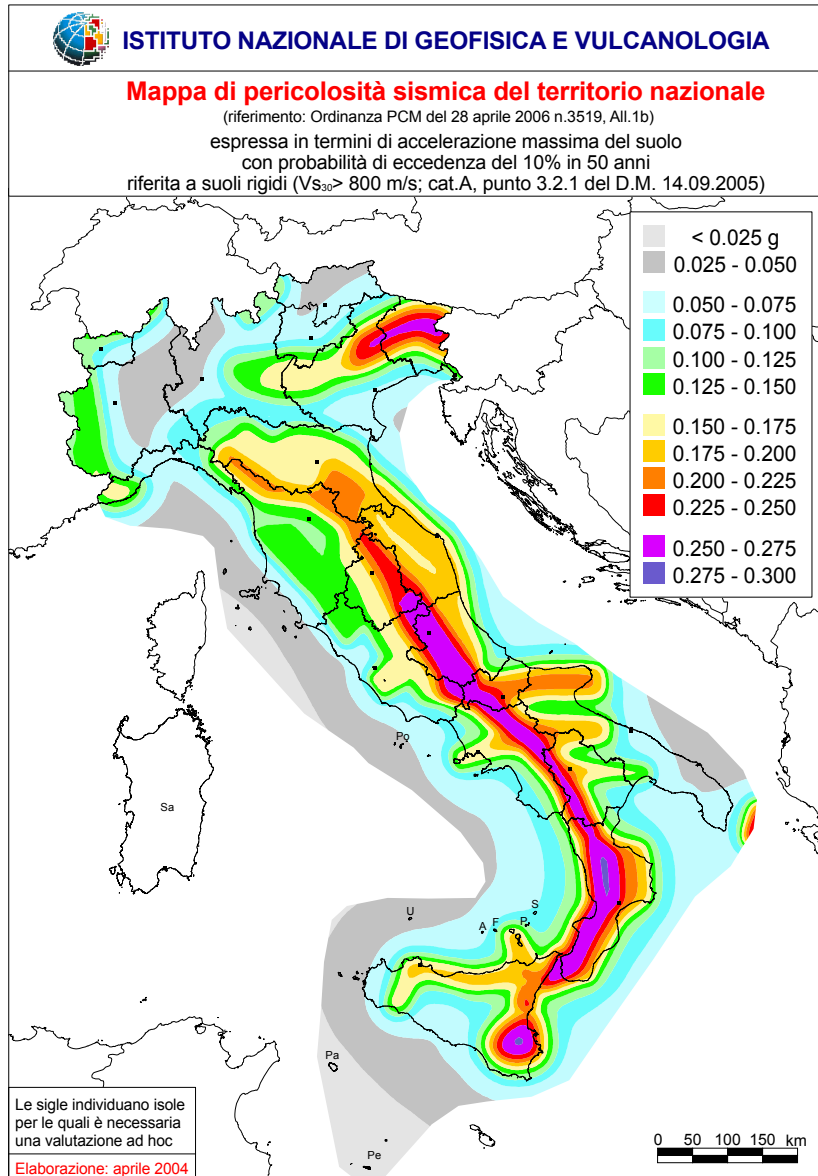 ISTITUTO NAZIONALE DI GEOFISICA E VULCANOLOGIA
Mappa di pericolosità sismica del territorio nazionale
(riferimento: Ordinanza PCM del 28 aprile 2006 n.3519, All.1b)
espressa in termini di accelerazione massima del suolo
con probabilità di eccedenza del 10% in 50 anni
riferita a suoli rigidi (Vs30> 800 m/s; cat.A, punto 3.2.1 del D.M. 14.09.2005)
< 0.025 g
0.025 - 0.050
0.050 - 0.075
0.075 - 0.100
0.100 - 0.125
0.125 - 0.150
0.150 - 0.175
0.175 - 0.200
0.200 - 0.225
0.225 - 0.250
0.250 - 0.275
0.275 - 0.300
Po
Sa
U
A
F
P
S
Pa
Pe
Le sigle individuano isole
per le quali è necessaria
una valutazione ad hoc
Elaborazione: aprile 2004
0 50 100 150 km